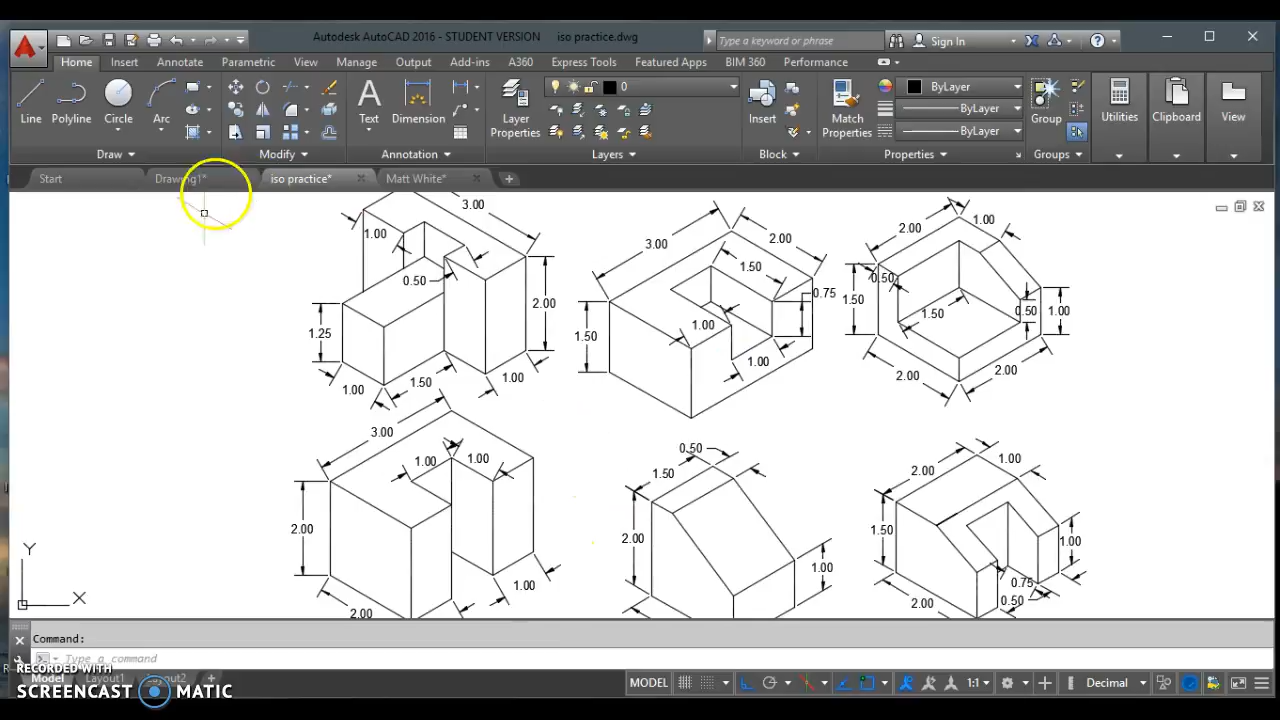 Autodesk AutoCAD 2016 - STUDENT VERSION iso practice.dwg
Type a keyword or phrase
Sign In
Home Insert Annotate Parametric View Manage Output Add-ins A360 Express Tools Featured Apps BIM 360 Performance
0
ByLayer
ByLayer
ByLayer
Line Polyline Circle Arc
Text Dimension
Layer Properties
Insert
Match Properties
Group
Utilities Clipboard View
Draw Modify Annotation Layers Block Properties Groups
Start Drawing1* iso practice* Matt White*
3.00
1.00
0.50
2.00
1.25
1.00
1.50
1.00
3.00
2.00
1.50
0.75
1.50
1.00
1.00
2.00
1.00
0.50
1.50
1.50
0.50
1.00
2.00
2.00
3.00
1.00
1.00
2.00
2.00
1.00
0.50
1.50
2.00
1.00
2.00
1.00
1.50
1.00
0.75
0.50
2.00
Y
X
Command:
Type a command
RECORDED WITH
Model Layout1
SCREENCAST MATIC
MODEL
1:1
Decimal